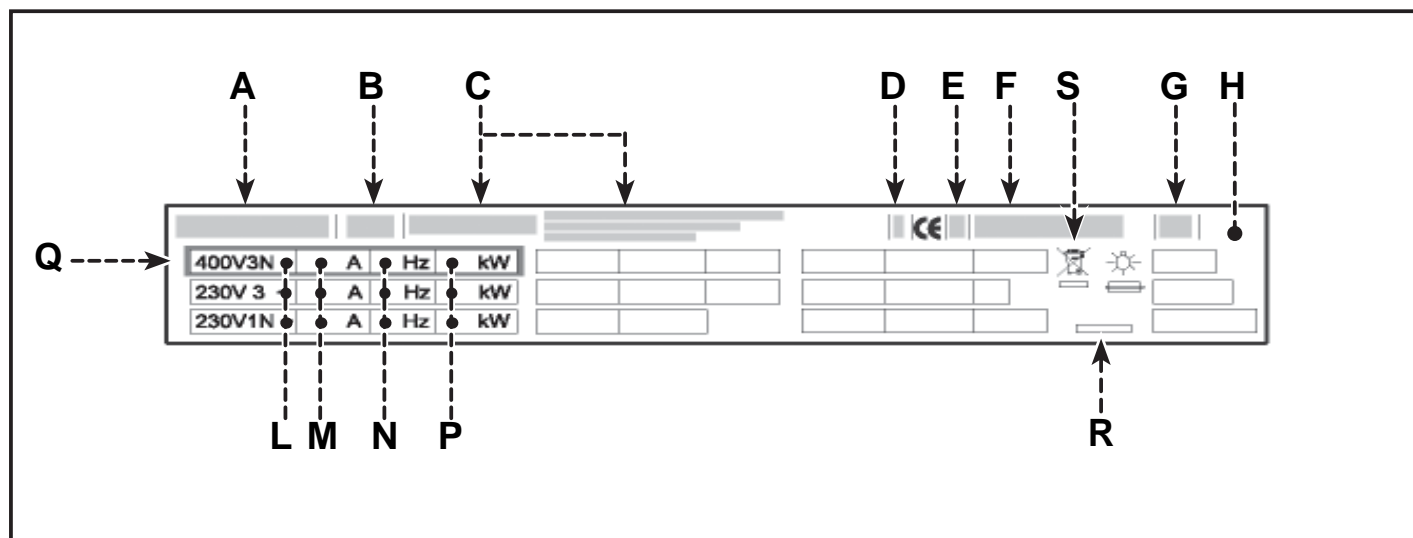 A B C D E F S G H
CE
Q
400V3N A Hz kW
230V 3 A Hz kW
230V1N A Hz kW
L M N P R